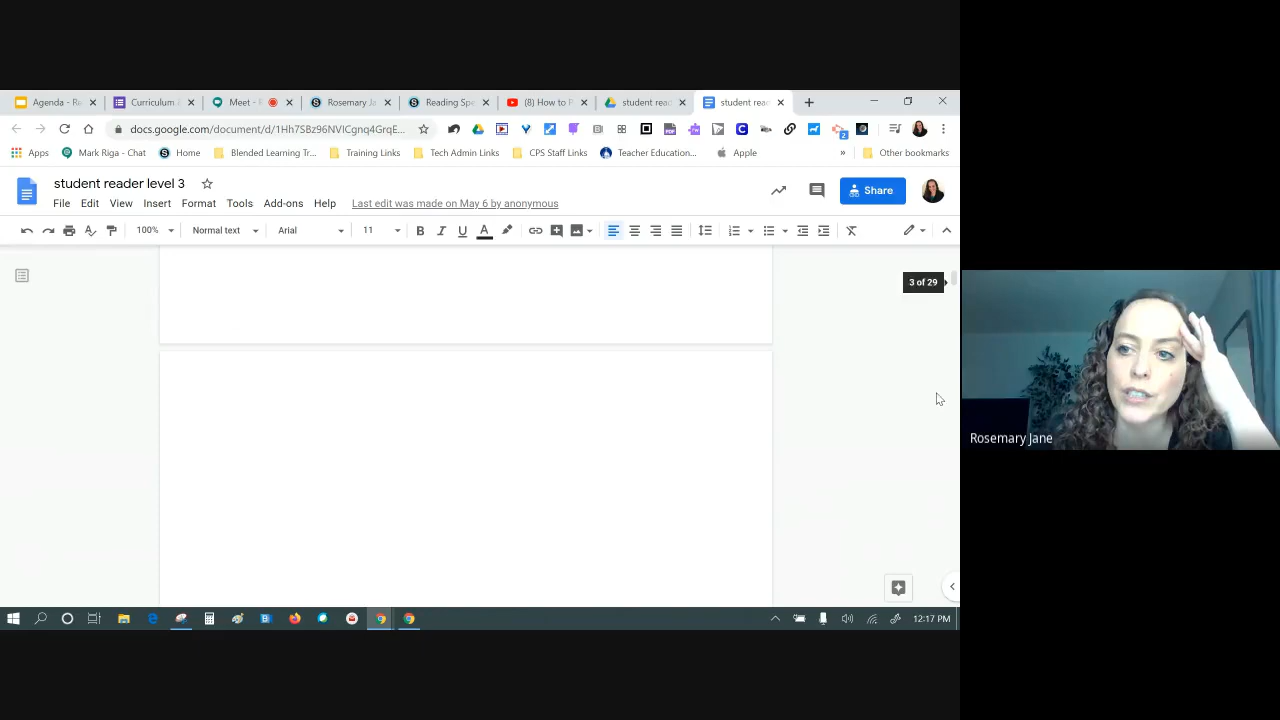 Agenda - Re
Curriculum A
Meet - F
Rosemary Ja
Reading Spe
(8) How to F
student read
student read
docs.google.com/document/d/1Hh7SBz96NVICgnq4GrqE...
2
Apps
Mark Riga - Chat
Home
Blended Learning Tr...
Training Links
Tech Admin Links
CPS Staff Links
Teacher Education...
Apple
»
Other bookmarks
student reader level 3
Share
File Edit View Insert Format Tools Add-ons Help Last edit was made on May 6 by anonymous
100% Normal text Arial 11 B I U A
3 of 29
Rosemary Jane
12:17 PM